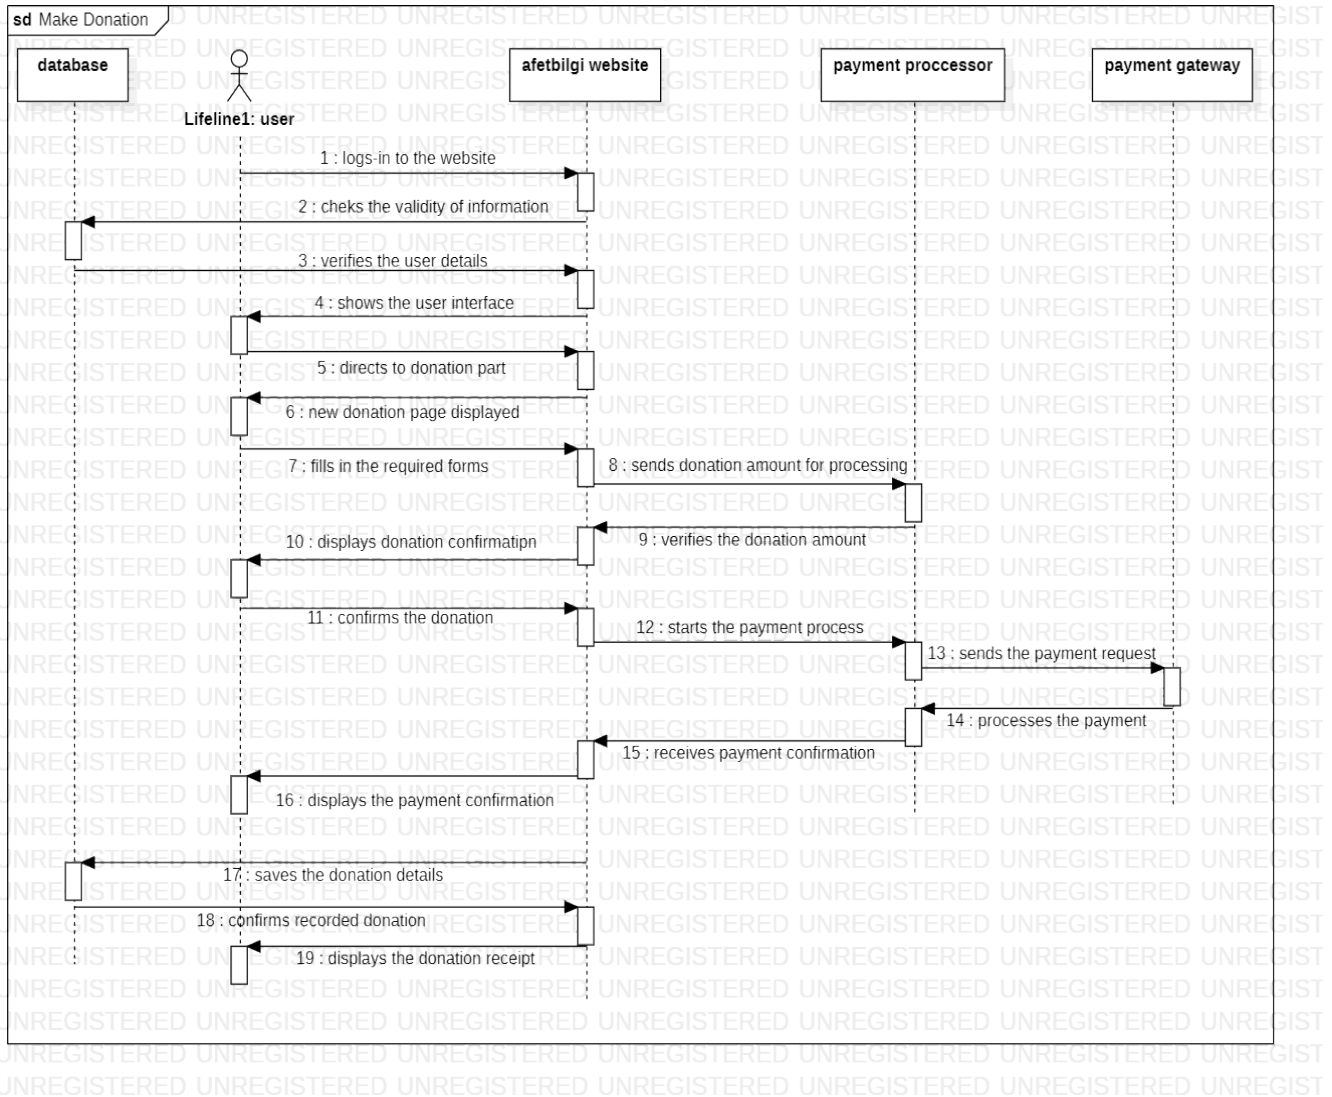 sd Make Donation
database
afetbilgi website
payment proccessor
payment gateway
Lifeline1: user
1 : logs-in to the website
2 : cheks the validity of information
3 : verifies the user details
4 : shows the user interface
5 : directs to donation part
6 : new donation page displayed
7 : fills in the required forms
8 : sends donation amount for processing
9 : verifies the donation amount
10 : displays donation confirmatipn
11 : confirms the donation
12 : starts the payment process
13 : sends the payment request
14 : processes the payment
15 : receives payment confirmation
16 : displays the payment confirmation
17 : saves the donation details
18 : confirms recorded donation
19 : displays the donation receipt
UNREGISTERED